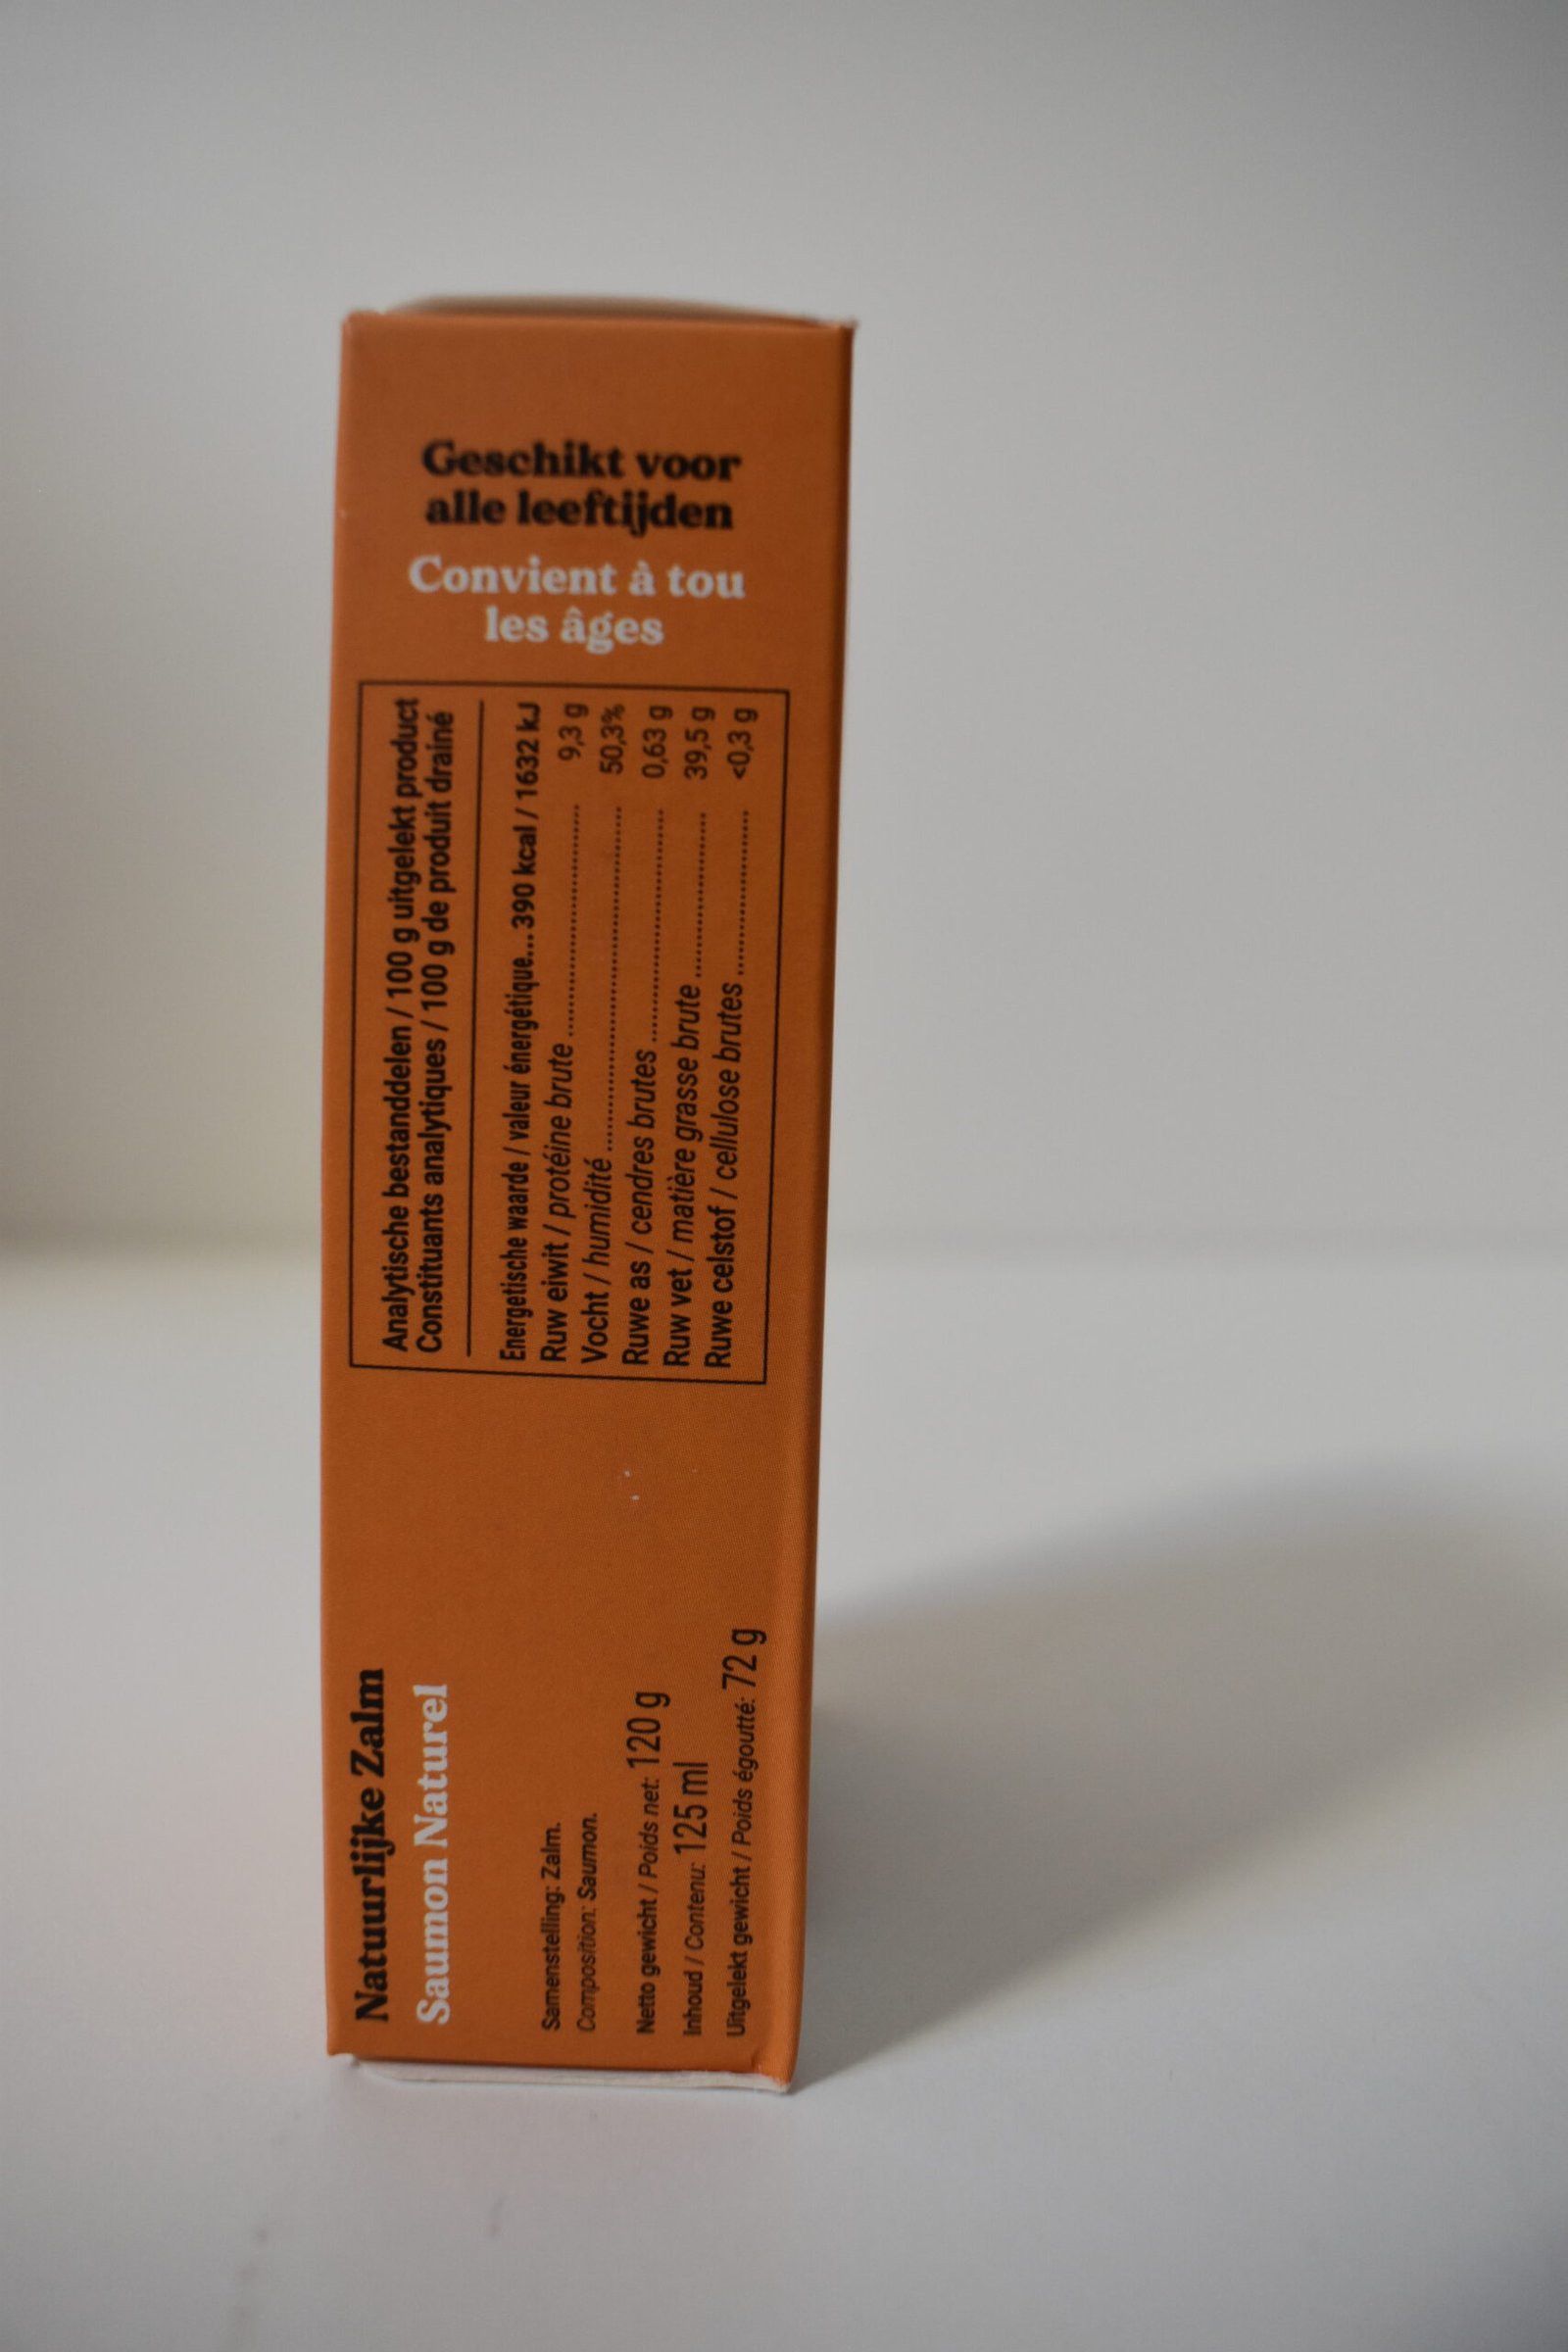 Geschikt voor
alle leeftijden
Convient à tou
les âges
Analytische bestanddelen / 100 g uitgelekt product
Constituants analytiques / 100 g de produit drainé
Energetische waarde / valeur énergétique... 390 kcal / 1632 kJ
Ruw eiwit / protéine brute ........................ 9,3 g
Vocht / humidité ........................ 50,3%
Ruwe as / cendres brutes ........................ 0,63 g
Ruw vet / matière grasse brute ........................ 39,5 g
Ruwe celstof / cellulose brutes ........................ <0,3 g
Natuurlijke Zalm
Saumon Naturel
Samenstelling: Zalm.
Composition: Saumon.
Netto gewicht / Poids net: 120 g
Inhoud / Contenu: 125 ml
Uitgelekt gewicht / Poids égoutté: 72 g